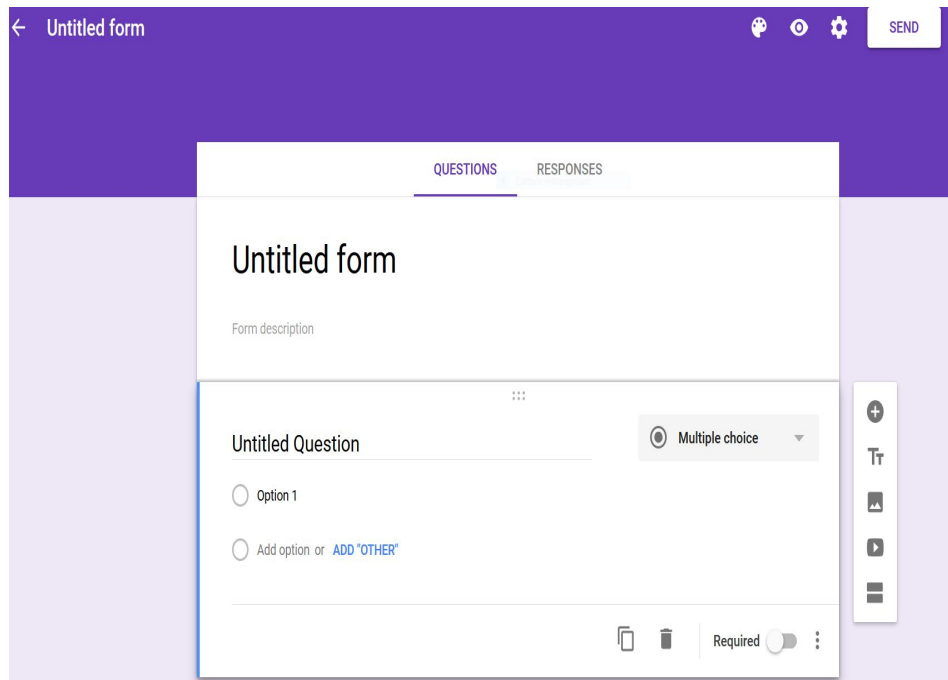 Untitled form
SEND
QUESTIONS RESPONSES
Untitled form
Form description
Untitled Question
Multiple choice
Option 1
Add option or ADD "OTHER"
Required